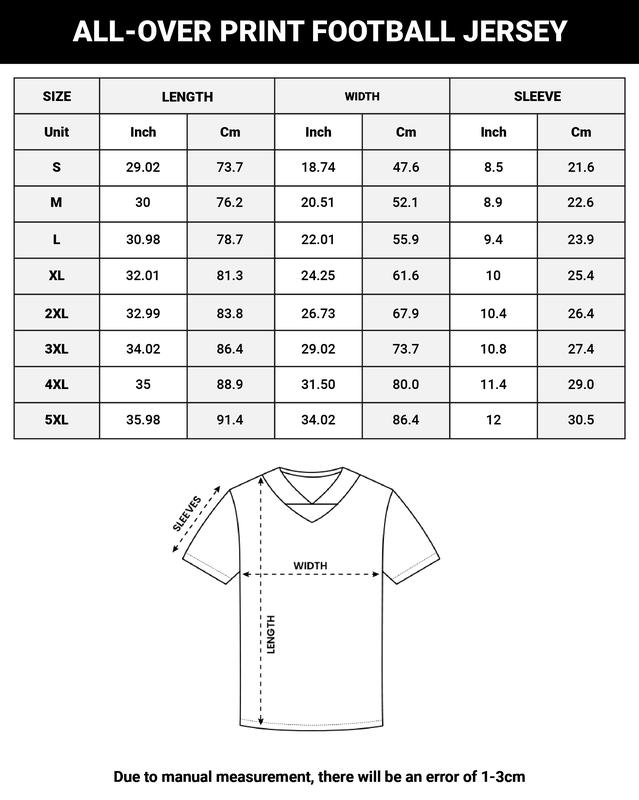 ALL-OVER PRINT FOOTBALL JERSEY
SIZE LENGTH WIDTH SLEEVE
Unit Inch Cm Inch Cm Inch Cm
S 29.02 73.7 18.74 47.6 8.5 21.6
M 30 76.2 20.51 52.1 8.9 22.6
L 30.98 78.7 22.01 55.9 9.4 23.9
XL 32.01 81.3 24.25 61.6 10 25.4
2XL 32.99 83.8 26.73 67.9 10.4 26.4
3XL 34.02 86.4 29.02 73.7 10.8 27.4
4XL 35 88.9 31.50 80.0 11.4 29.0
5XL 35.98 91.4 34.02 86.4 12 30.5
SLEEVES
WIDTH
LENGTH
Due to manual measurement, there will be an error of 1-3cm